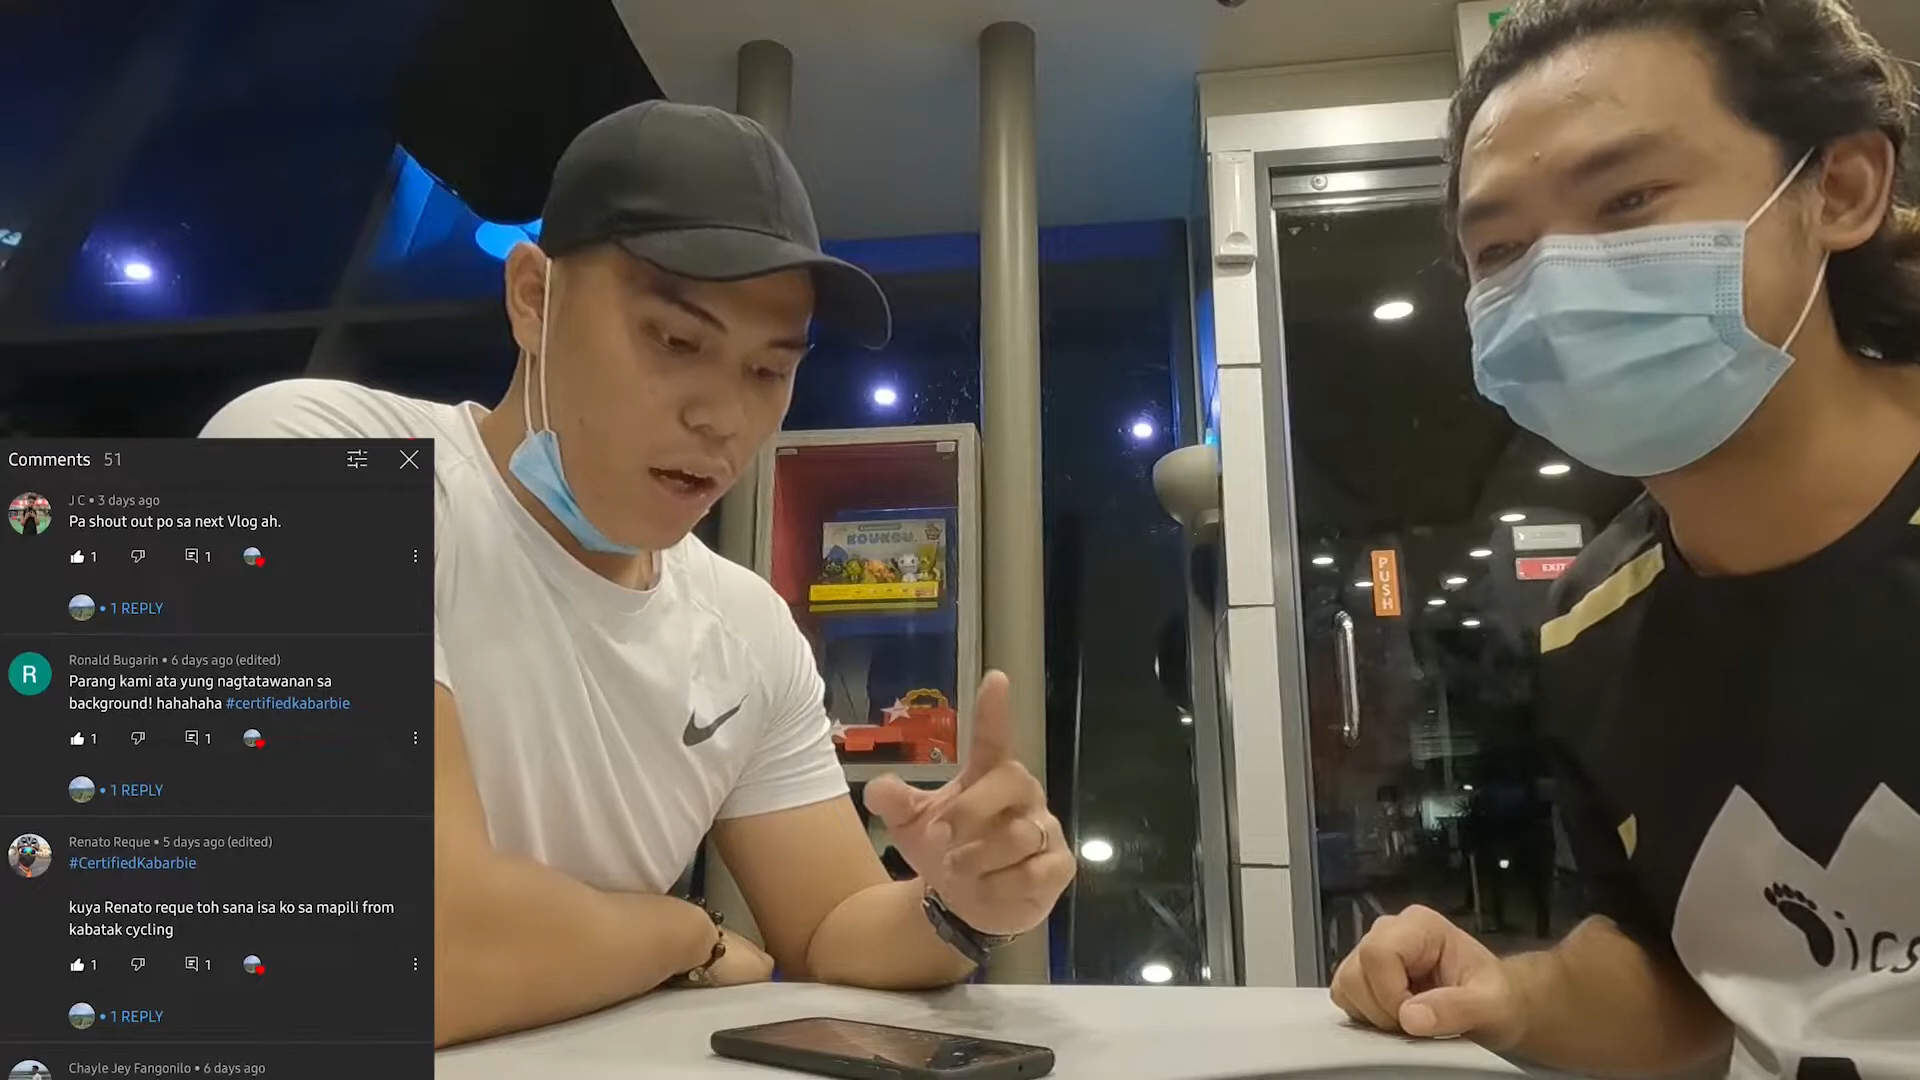 Comments 51
J C • 3 days ago
Pa shout out po sa next Vlog ah.
1 1
• 1 REPLY
R
Ronald Bugarin • 6 days ago (edited)
Parang kami ata yung nagtatawanan sa
background! hahahaha #certifiedkabarbie
1 1
• 1 REPLY
Renato Reque • 5 days ago (edited)
#CertifiedKabarbie
kuya Renato reque toh sana isa ko sa mapili from
kabatak cycling
1 1
• 1 REPLY
Chayle Jey Fangonilo • 6 days ago
KOUKOU.
PUSH
EXIT
ics